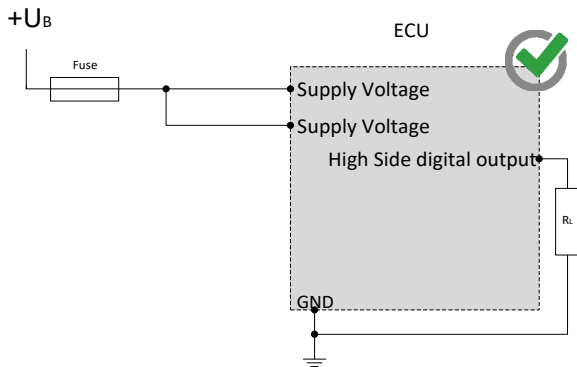 +UB
ECU
Fuse
Supply Voltage
Supply Voltage
High Side digital output
RL
GND